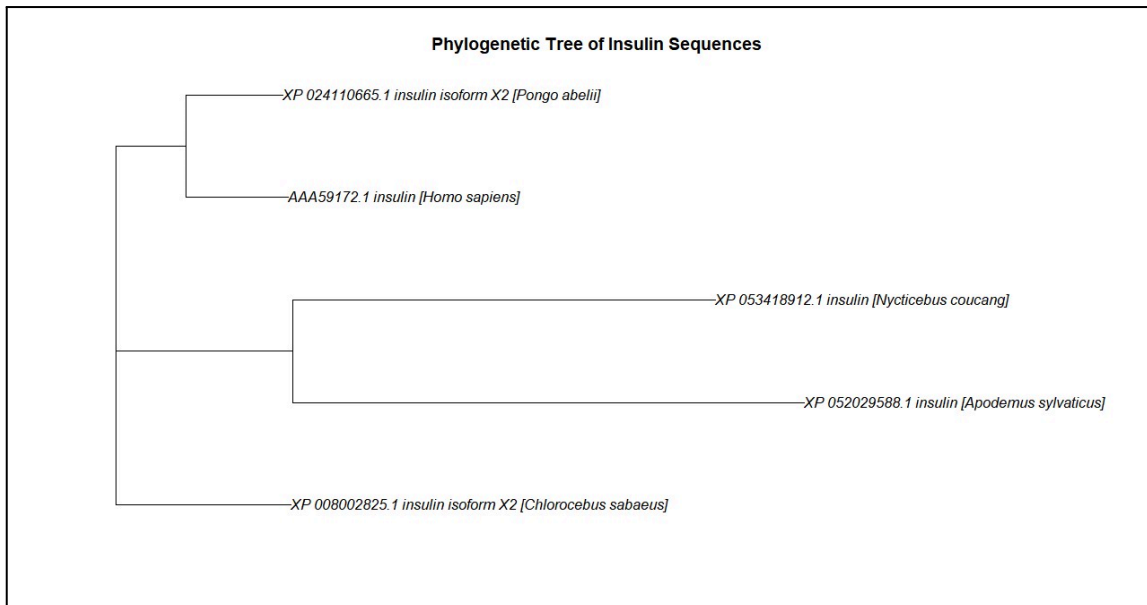 Phylogenetic Tree of Insulin Sequences
XP 024110665.1 insulin isoform X2 [Pongo abelii]
AAA59172.1 insulin [Homo sapiens]
XP 053418912.1 insulin [Nycticebus coucang]
XP 052029588.1 insulin [Apodemus sylvaticus]
XP 008002825.1 insulin isoform X2 [Chlorocebus sabaeus]